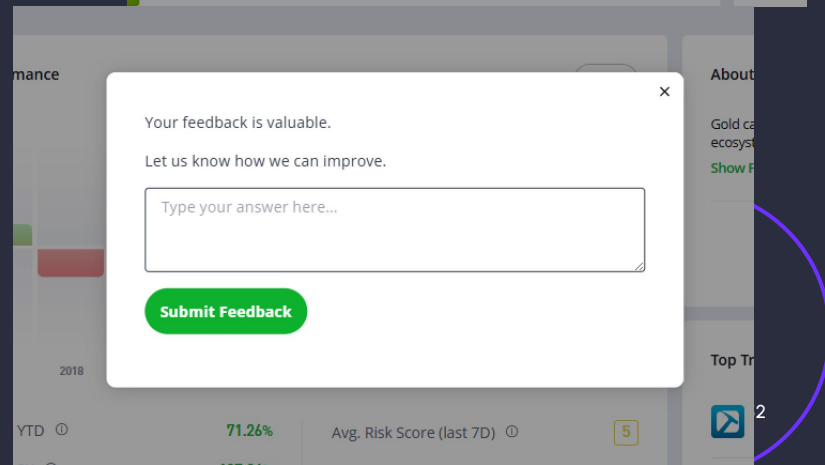 mance
About
Your feedback is valuable.
Gold ca
ecosyst
Let us know how we can improve.
Show F
Type your answer here...
Submit Feedback
2018
Top Tr
2
YTD
71.26%
Avg. Risk Score (last 7D)
5